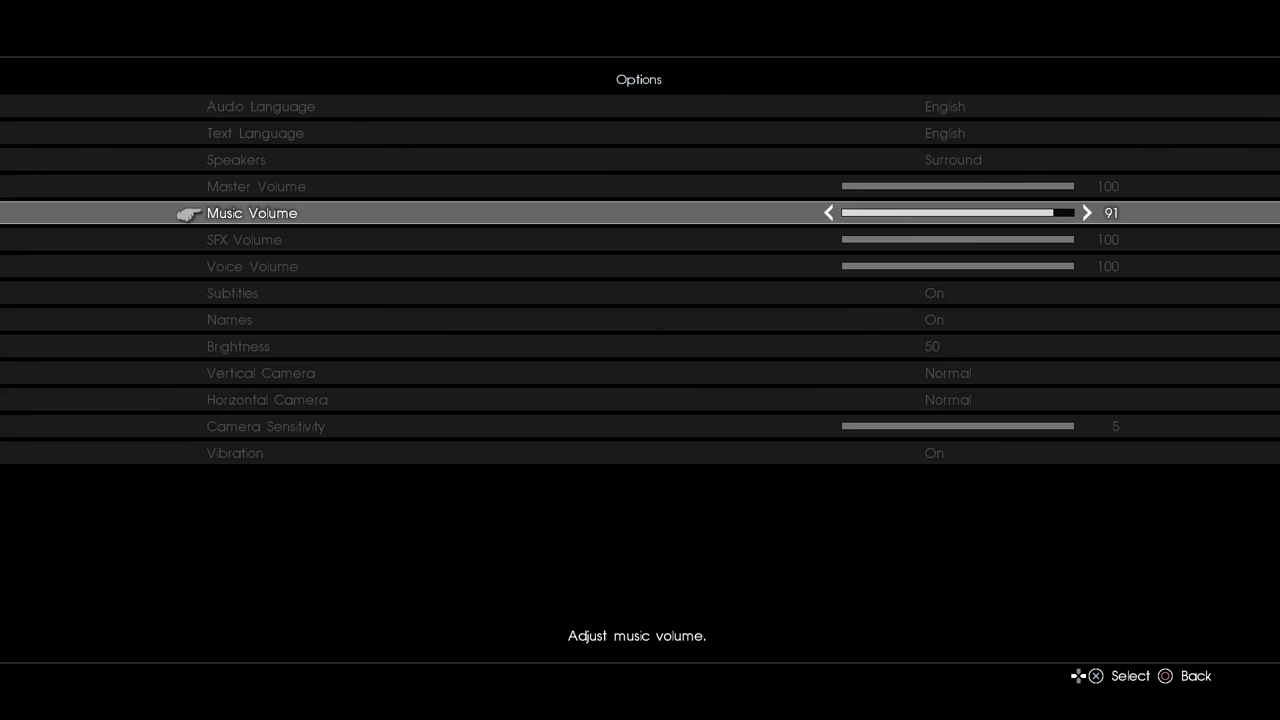 Options
Audio Language English
Text Language English
Speakers Surround
Master Volume 100
Music Volume 91
SFX Volume 100
Voice Volume 100
Subtitles On
Names On
Brightness 50
Vertical Camera Normal
Horizontal Camera Normal
Camera Sensitivity 5
Vibration On
Adjust music volume.
Select Back